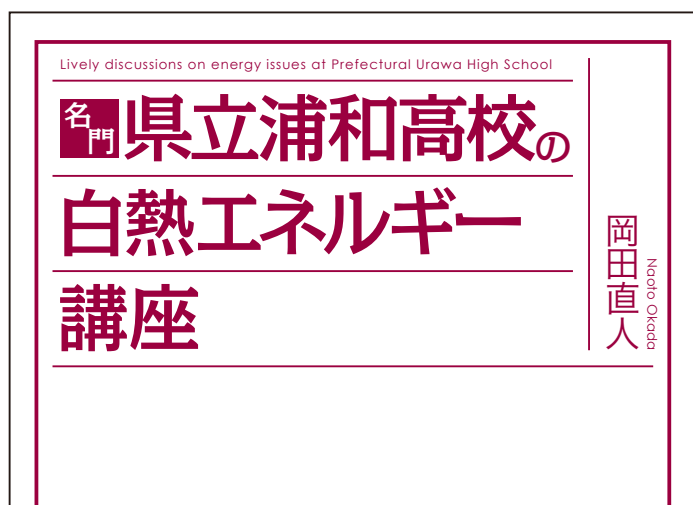 Lively discussions on energy issues at Prefectural Urawa High School
名門県立浦和高校の
白熱エネルギー
講座
岡田直人
Naoto Okada